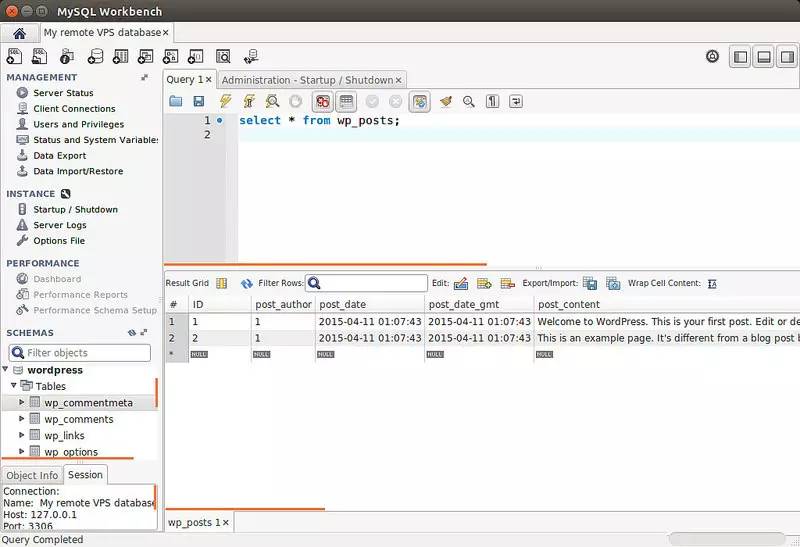 MySQL Workbench
My remote VPS database
Query 1
Administration - Startup / Shutdown
MANAGEMENT
Server Status
Client Connections
Users and Privileges
Status and System Variables
Data Export
Data Import/Restore
INSTANCE
Startup / Shutdown
Server Logs
Options File
PERFORMANCE
Dashboard
Performance Reports
Performance Schema Setup
SCHEMAS
Filter objects
wordpress
Tables
wp_commentmeta
wp_comments
wp_links
wp_options
Object Info Session
Connection:
Name: My remote VPS database
Host: 127.0.0.1
Port: 3306
Query Completed
1 select * from wp_posts;
2
Result Grid Filter Rows: Edit: Export/Import: Wrap Cell Content:
# ID post_author post_date post_date_gmt post_content
1 1 1 2015-04-11 01:07:43 2015-04-11 01:07:43 Welcome to WordPress. This is your first post. Edit or de
2 2 1 2015-04-11 01:07:43 2015-04-11 01:07:43 This is an example page. It's different from a blog post b
* NULL NULL NULL NULL NULL
wp_posts 1